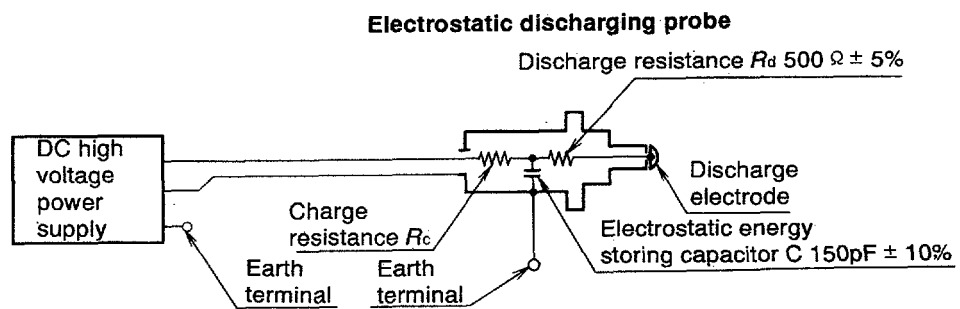 Electrostatic discharging probe
Discharge resistance Rd 500 Ω ± 5%
DC high
voltage
power
supply
Discharge
electrode
Charge
resistance Rc
Electrostatic energy
storing capacitor C 150pF ± 10%
Earth
terminal
Earth
terminal